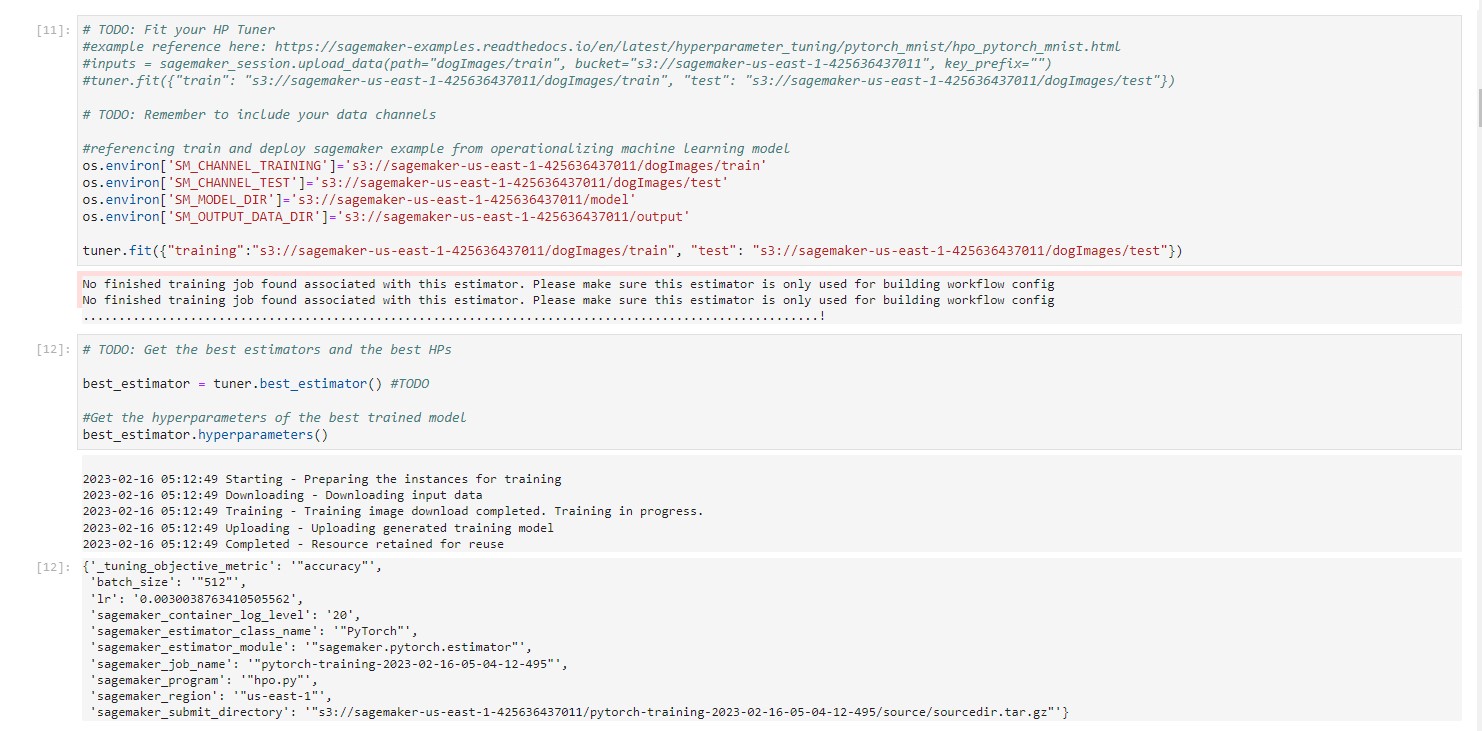 [11]: # TODO: Fit your HP Tuner
#example reference here: https://sagemaker-examples.readthedocs.io/en/latest/hyperparameter_tuning/pytorch_mnist/hpo_pytorch_mnist.html
#inputs = sagemaker_session.upload_data(path="dogImages/train", bucket="s3://sagemaker-us-east-1-425636437011", key_prefix="")
#tuner.fit({"train": "s3://sagemaker-us-east-1-425636437011/dogImages/train", "test": "s3://sagemaker-us-east-1-425636437011/dogImages/test"})
# TODO: Remember to include your data channels
#referencing train and deploy sagemaker example from operationalizing machine learning model
os.environ['SM_CHANNEL_TRAINING']='s3://sagemaker-us-east-1-425636437011/dogImages/train'
os.environ['SM_CHANNEL_TEST']='s3://sagemaker-us-east-1-425636437011/dogImages/test'
os.environ['SM_MODEL_DIR']='s3://sagemaker-us-east-1-425636437011/model'
os.environ['SM_OUTPUT_DATA_DIR']='s3://sagemaker-us-east-1-425636437011/output'
tuner.fit({"training":"s3://sagemaker-us-east-1-425636437011/dogImages/train", "test": "s3://sagemaker-us-east-1-425636437011/dogImages/test"})
No finished training job found associated with this estimator. Please make sure this estimator is only used for building workflow config
No finished training job found associated with this estimator. Please make sure this estimator is only used for building workflow config
.......................................................................................................!
[12]: # TODO: Get the best estimators and the best HPs
best_estimator = tuner.best_estimator() #TODO
#Get the hyperparameters of the best trained model
best_estimator.hyperparameters()
2023-02-16 05:12:49 Starting - Preparing the instances for training
2023-02-16 05:12:49 Downloading - Downloading input data
2023-02-16 05:12:49 Training - Training image download completed. Training in progress.
2023-02-16 05:12:49 Uploading - Uploading generated training model
2023-02-16 05:12:49 Completed - Resource retained for reuse
[12]: {'_tuning_objective_metric': '"accuracy"',
'batch_size': '"512"',
'lr': '0.0030038763410505562',
'sagemaker_container_log_level': '20',
'sagemaker_estimator_class_name': '"PyTorch"',
'sagemaker_estimator_module': '"sagemaker.pytorch.estimator"',
'sagemaker_job_name': '"pytorch-training-2023-02-16-05-04-12-495"',
'sagemaker_program': '"hpo.py"',
'sagemaker_region': '"us-east-1"',
'sagemaker_submit_directory': '"s3://sagemaker-us-east-1-425636437011/pytorch-training-2023-02-16-05-04-12-495/source/sourcedir.tar.gz"'}